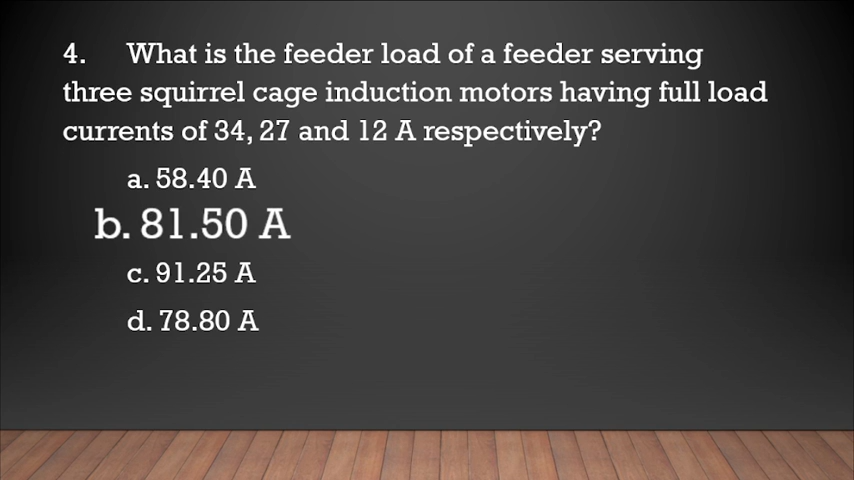 4. What is the feeder load of a feeder serving
three squirrel cage induction motors having full load
currents of 34, 27 and 12 A respectively?
a. 58.40 A
b. 81.50 A
c. 91.25 A
d. 78.80 A